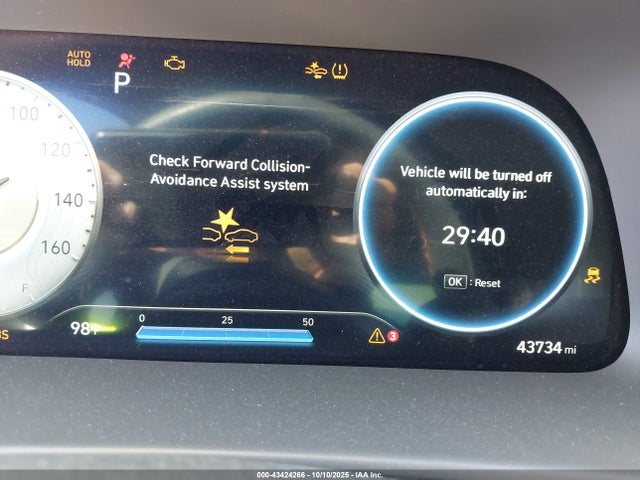 AUTO
HOLD
P
100
120
140
160
F
Check Forward Collision-
Avoidance Assist system
Vehicle will be turned off
automatically in:
29:40
OK : Reset
0 25 50
3
43734 mi
000-43424266 - 10/10/2025 - IAA Inc.